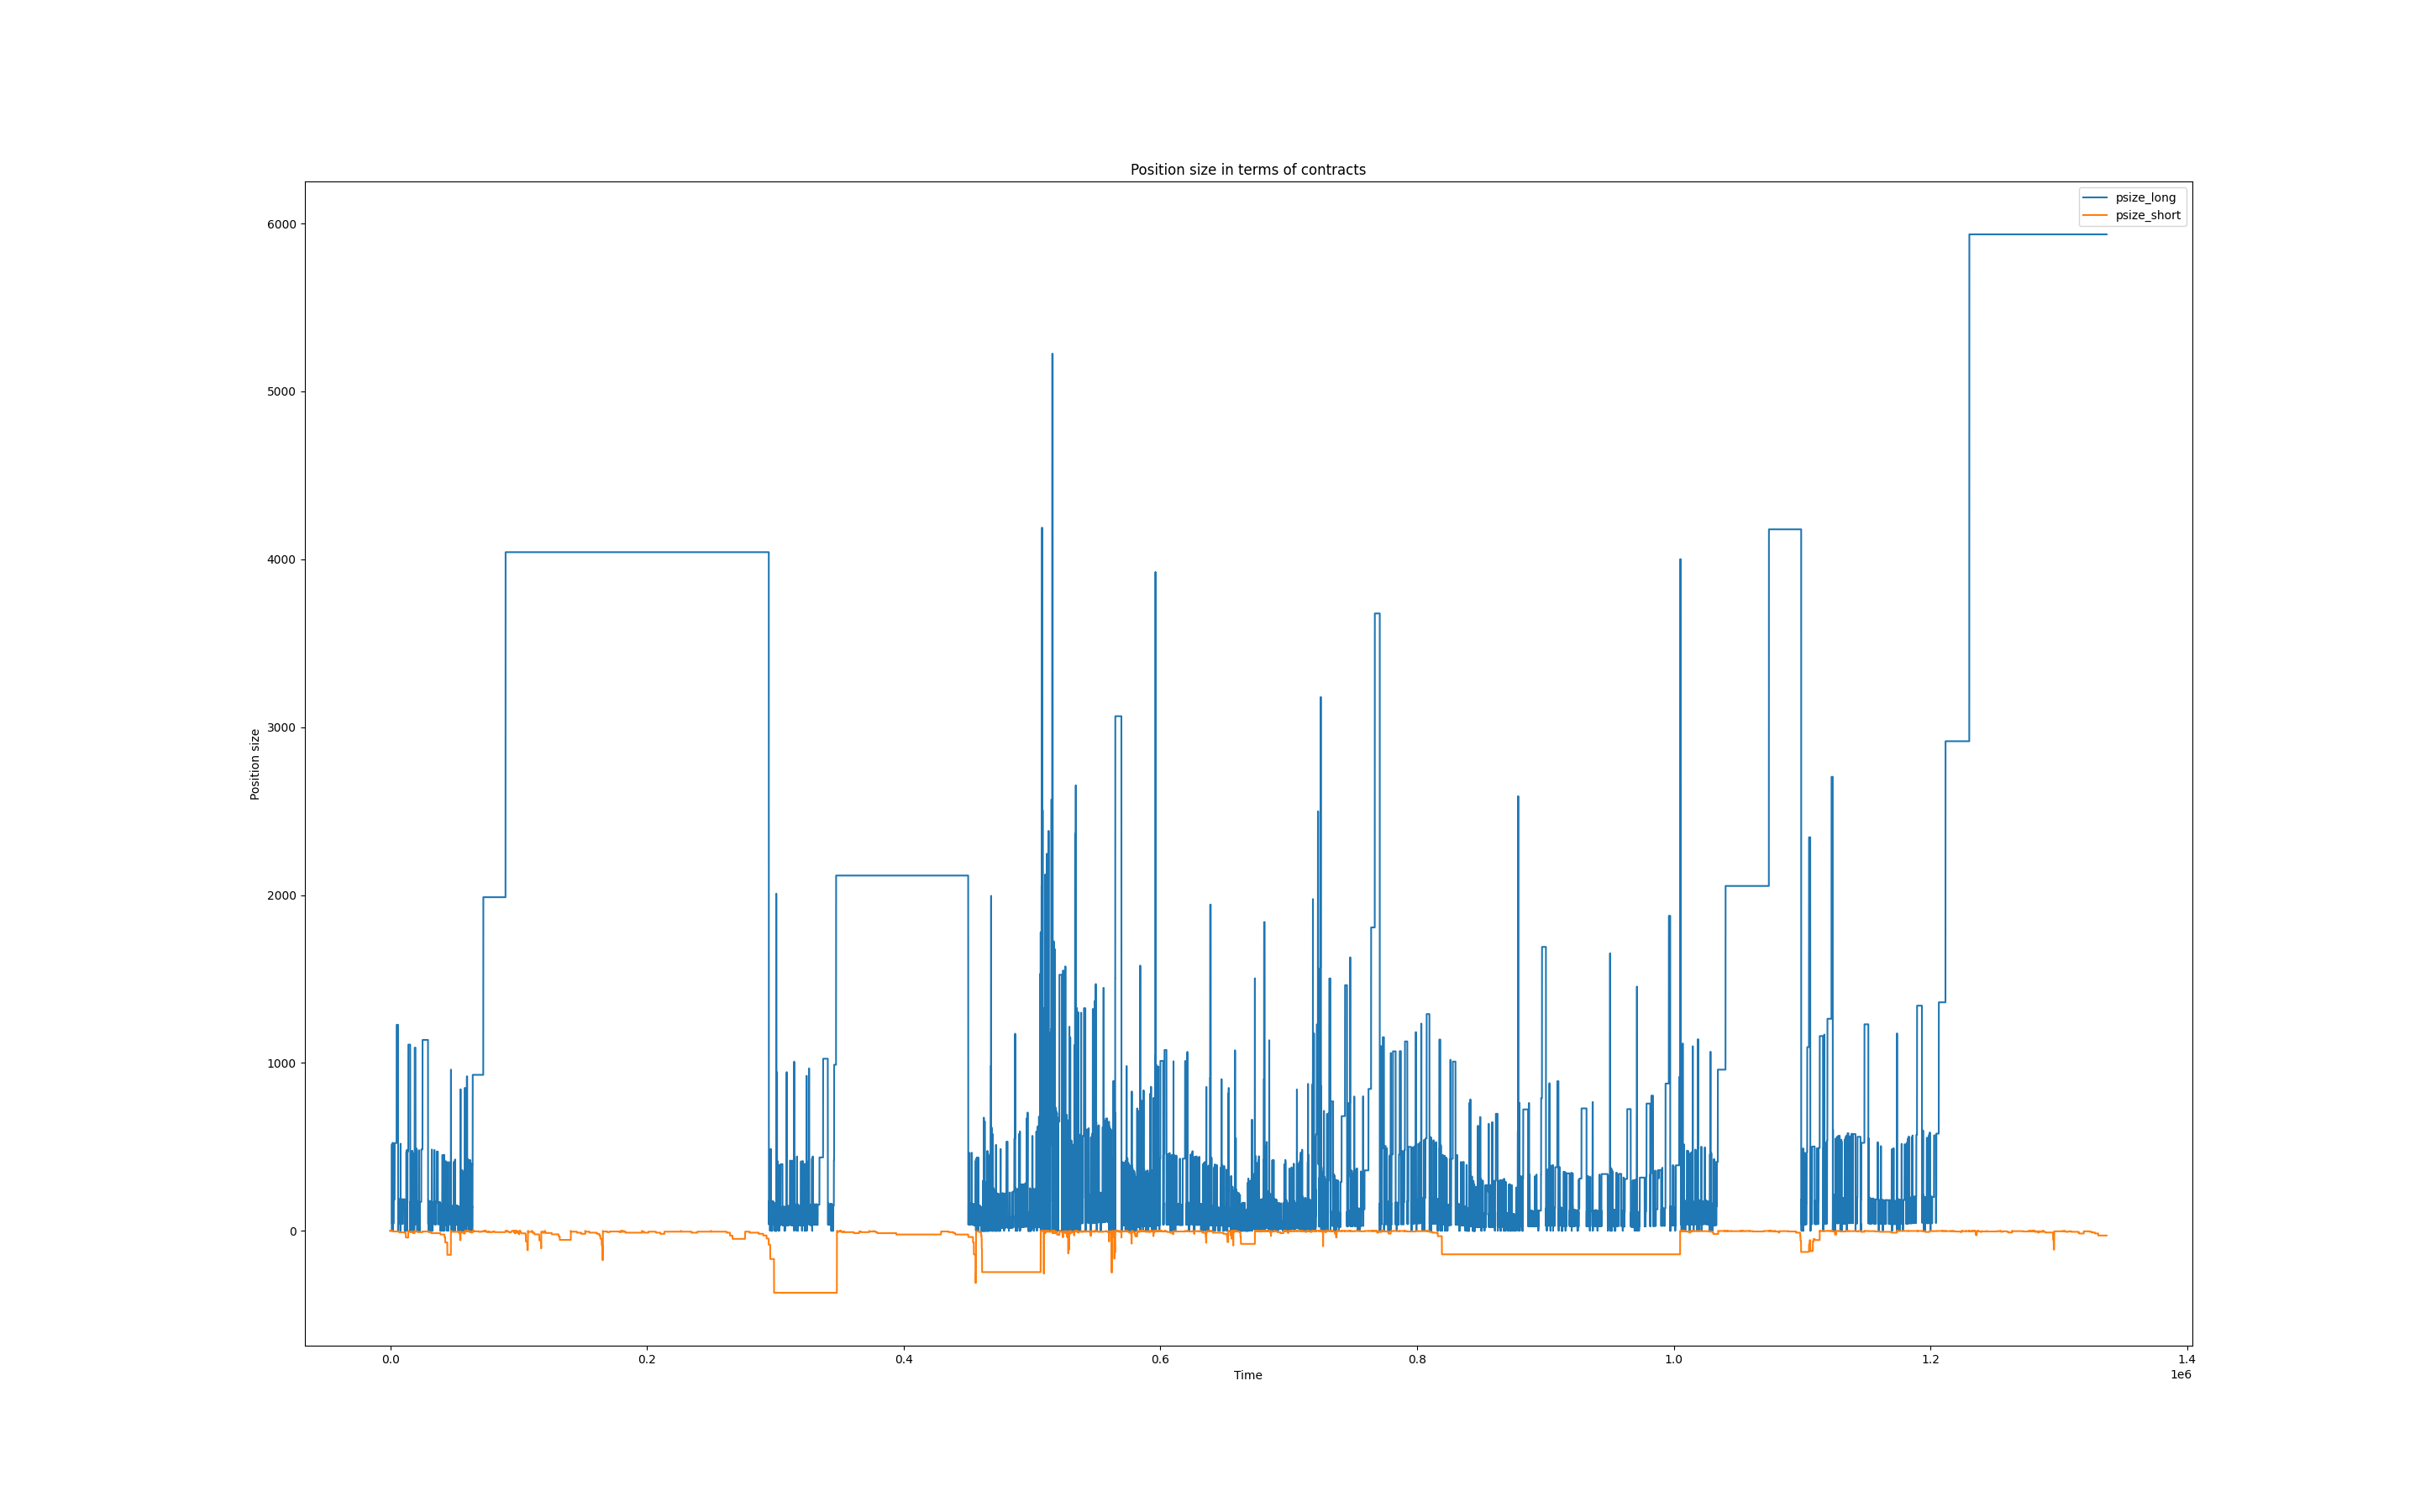 Position size in terms of contracts
psize_long
psize_short
6000
5000
4000
3000
2000
1000
0
Position size
0.0 0.2 0.4 0.6 0.8 1.0 1.2 1.4
Time
1e6